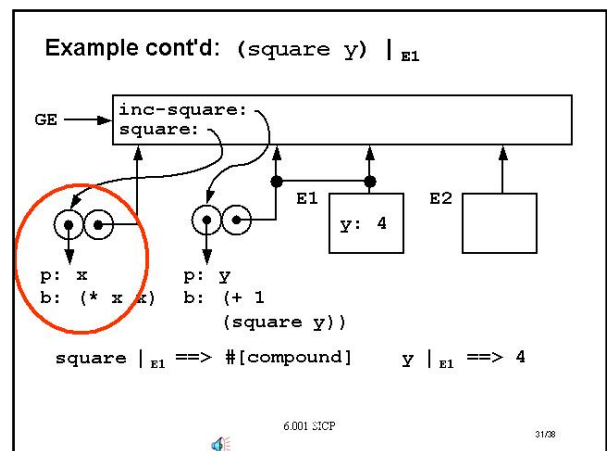 Example cont'd: (square y) | E1
GE
inc-square:
square:
E1
E2
y: 4
p: x
b: (* x x)
p: y
b: (+ 1
(square y))
square | E1 ==> #[compound]
y | E1 ==> 4
6.001 SICP
31/38